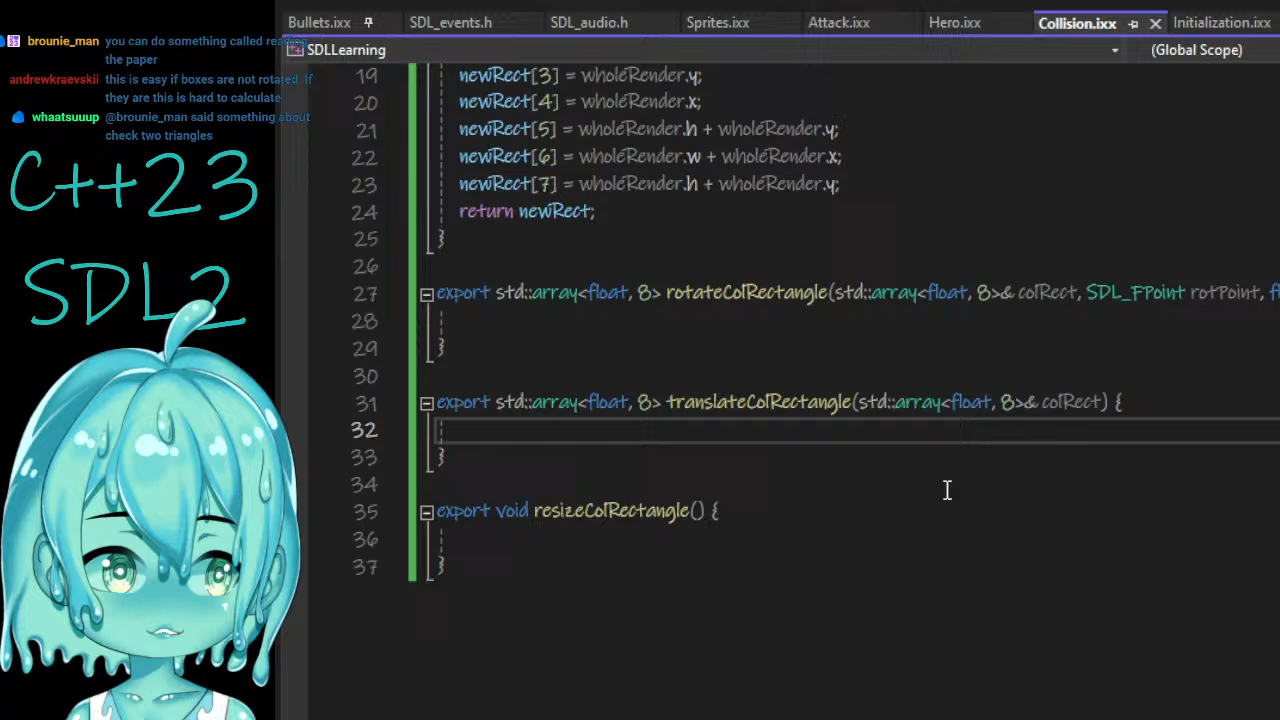 Bullets.ixx SDL_events.h SDL_audio.h Sprites.ixx Attack.ixx Hero.ixx Collision.ixx Initialization.ixx
SDLLearning (Global Scope)
brounie_man you can do something called reading
the paper
andrewkraevskii this is easy if boxes are not rotated. If
they are this is hard to calculate
whaatsuuup @brounie_man said something about
check two triangles
C++23
SDL2
19 newRect[3] = wholeRender.y;
20 newRect[4] = wholeRender.x;
21 newRect[5] = wholeRender.h + wholeRender.y;
22 newRect[6] = wholeRender.w + wholeRender.x;
23 newRect[7] = wholeRender.h + wholeRender.y;
24 return newRect;
25 }
26
27 export std::array<float, 8> rotateColRectangle(std::array<float, 8>& colRect, SDL_FPoint rotPoint, fl
28
29 }
30
31 export std::array<float, 8> translateColRectangle(std::array<float, 8>& colRect) {
32
33 }
34
35 export void resizeColRectangle() {
36
37 }